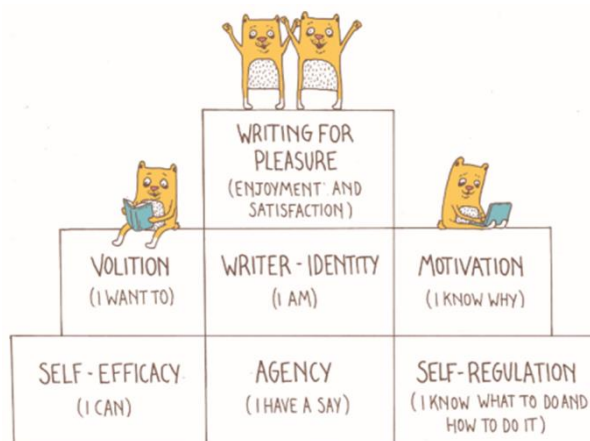 WRITING FOR
PLEASURE
(ENJOYMENT AND
SATISFACTION)
VOLITION
(I WANT TO)
WRITER-IDENTITY
(I AM)
MOTIVATION
(I KNOW WHY)
SELF-EFFICACY
(I CAN)
AGENCY
(I HAVE A SAY)
SELF-REGULATION
(I KNOW WHAT TO DO AND
HOW TO DO IT)